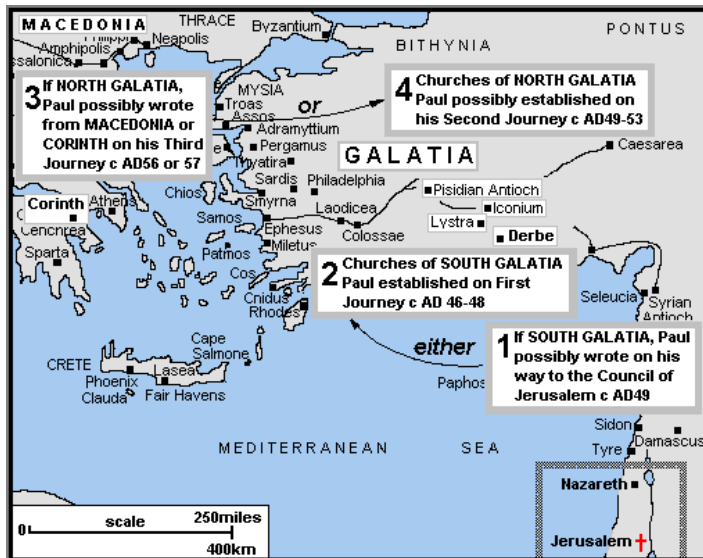 MACEDONIA
THRACE
Byzantium
PONTUS
Neapolis
BITHYNIA
Amphipolis
3 If NORTH GALATIA,
Paul possibly wrote
from MACEDONIA or
CORINTH on his Third
Journey c AD56 or 57
MYSIA
Troas
or
Assos
4 Churches of NORTH GALATIA
Paul possibly established on
his Second Journey c AD49-53
Adramyttium
Pergamus
Thyatira
GALATIA
Caesarea
Sardis
Philadelphia
Chios
Pisidian Antioch
Smyrna
Iconium
Corinth
Athens
Laodicea
Lystra
Samos
Cenchrea
Ephesus
Colossae
Derbe
Sparta
Patmos
Miletus
Cos
2 Churches of SOUTH GALATIA
Paul established on First
Journey c AD 46-48
Cnidus
Rhodes
Seleucia
Syrian
Antioch
either
1 If SOUTH GALATIA, Paul
possibly wrote on his
way to the Council of
Jerusalem c AD49
Cape
Salmone
CRETE
Lasea
Phoenix
Paphos
Clauda
Fair Havens
Sidon
Damascus
MEDITERRANEAN SEA
Tyre
Nazareth
250miles
scale
0
400km
Jerusalem